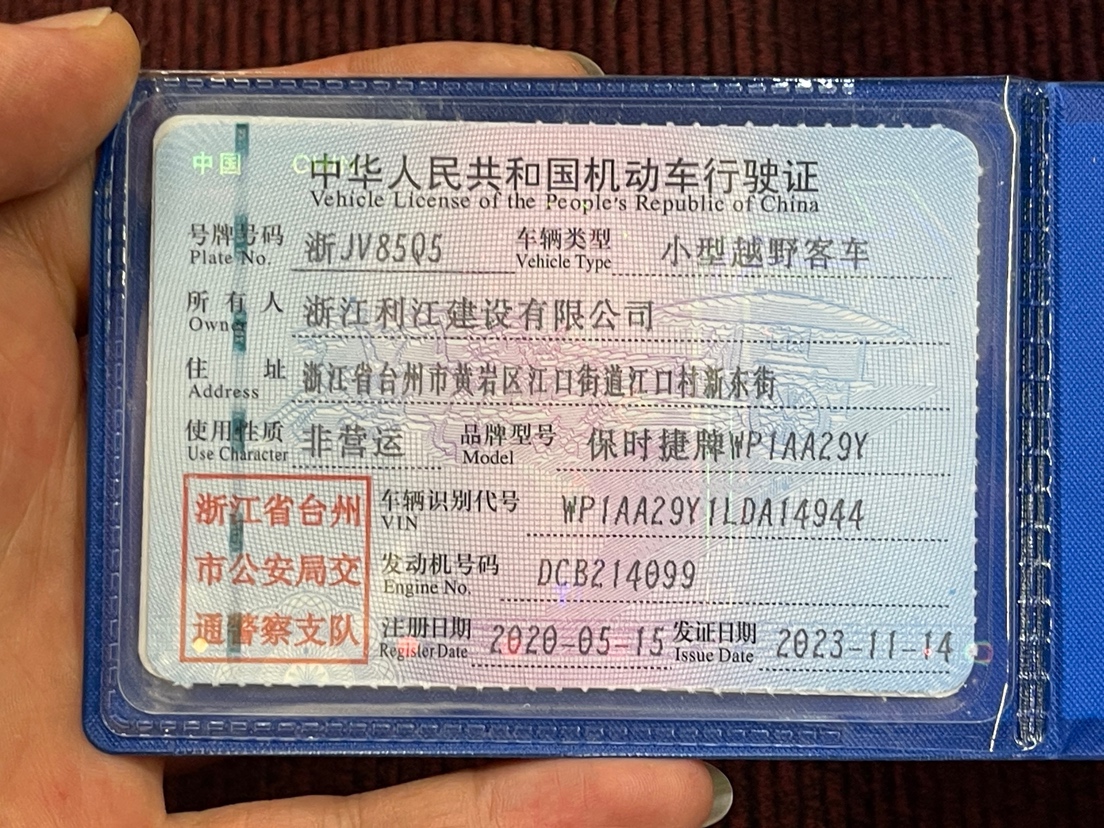 中国
中华人民共和国机动车行驶证
Vehicle License of the People's Republic of China
号牌号码 浙JV85Q5 车辆类型 小型越野客车
Plate No. Vehicle Type
所有人 浙江利江建设有限公司
Owner
住址 浙江省台州市黄岩区江口街道江口村新东街
Address
使用性质 非营运 品牌型号 保时捷牌WP1AA29Y
Use Character Model
浙江省台州
市公安局交
通警察支队
车辆识别代号 WP1AA29Y1LDA14944
VIN
发动机号码 DCB214099
Engine No.
注册日期 2020-05-15 发证日期 2023-11-14
Register Date Issue Date